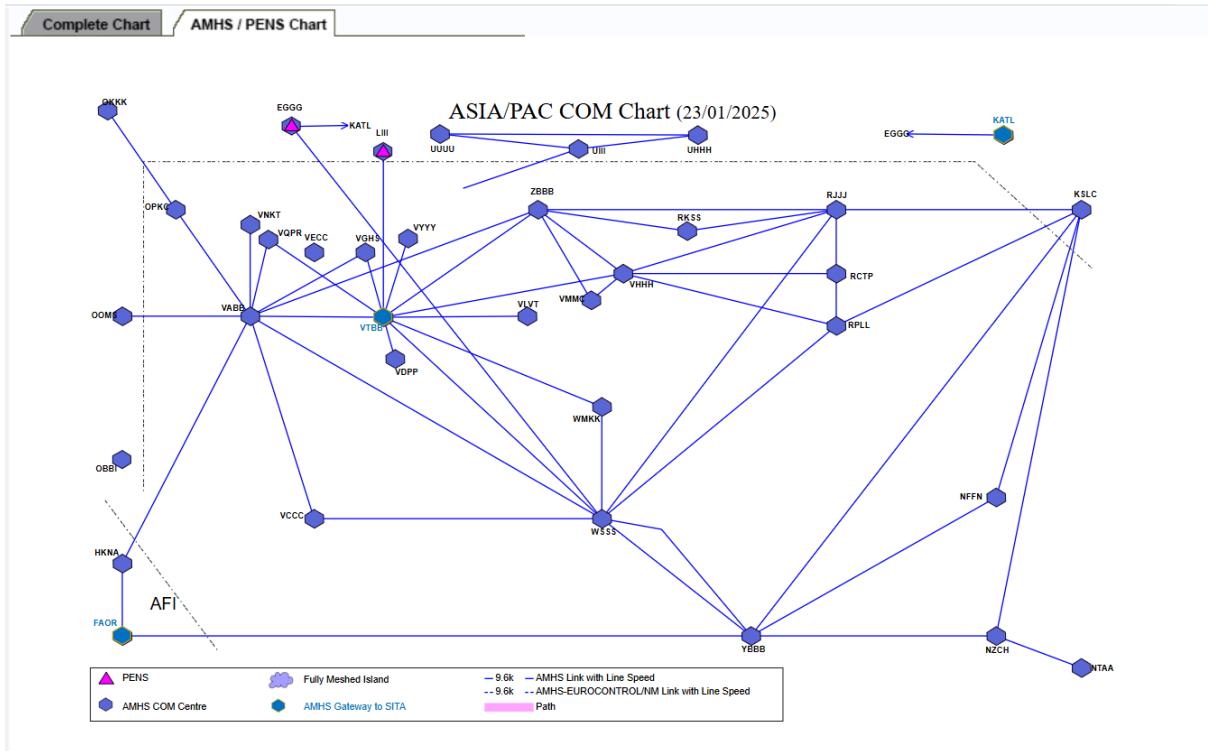 Complete Chart
AMHS / PENS Chart
ASIA/PAC COM Chart (23/01/2025)
OKKK
EGGG
KATL
LIII
UUUU
UIII
UHHH
EGGG
KATL
ZBBB
RJJJ
KSLC
OPKC
VNKT
VQPR
VECC
VGHS
VYYY
RKSS
VHHH
RCTP
VMMC
OOMS
VABB
VTBB
VLVT
RPLL
VDPP
WMKK
OBBI
NFFN
VCCC
WSSS
HKNA
AFI
FAOR
YBBB
NZCH
NTAA
PENS
Fully Meshed Island
9.6k
AMHS Link with Line Speed
9.6k
AMHS-EUROCONTROL/NM Link with Line Speed
AMHS COM Centre
AMHS Gateway to SITA
Path